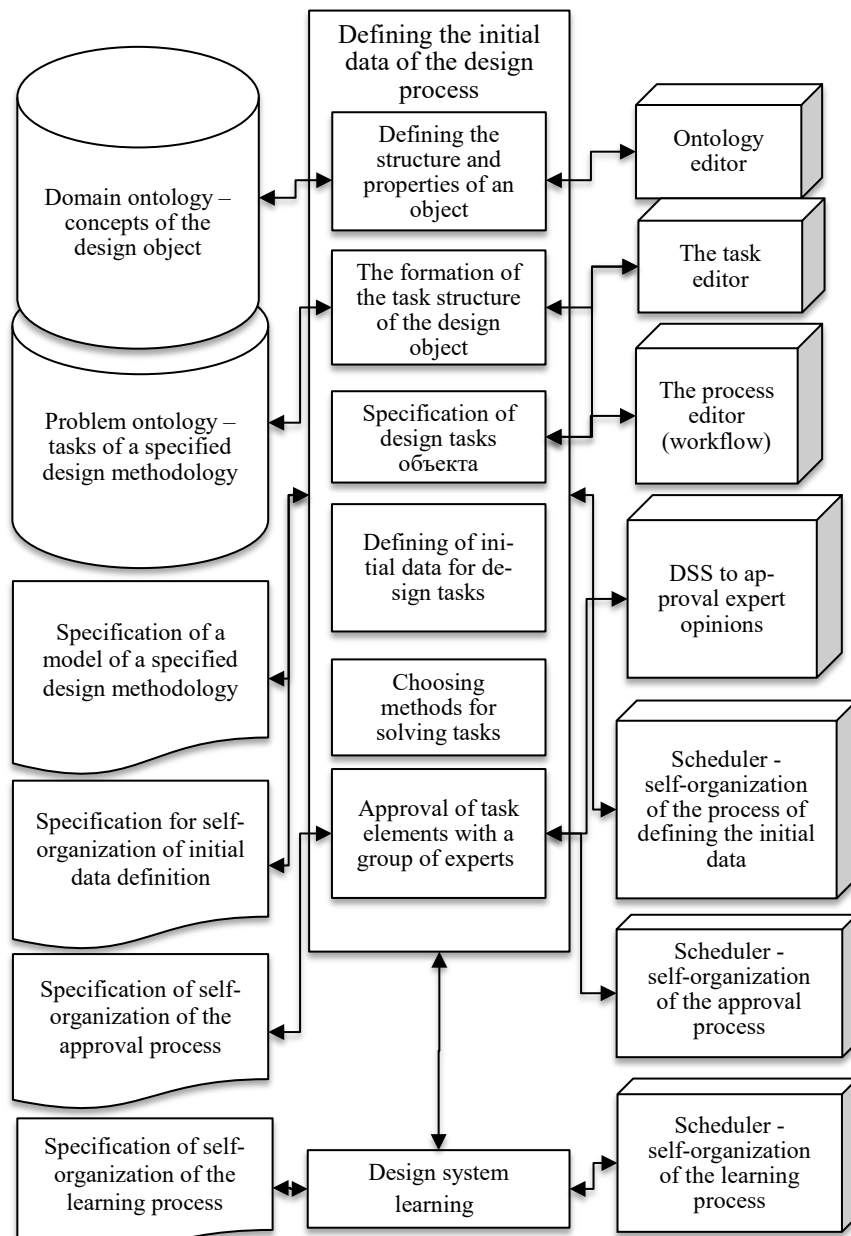 Defining the initial
data of the design
process
Domain ontology –
concepts of the
design object
Defining the
structure and
properties of an
object
Ontology
editor
The formation of
the task structure
of the design
object
The task
editor
Problem ontology –
tasks of a specified
design methodology
Specification of
design tasks
объекта
The process
editor
(workflow)
Defining of ini-
tial data for de-
sign tasks
DSS to ap-
proval expert
opinions
Specification of a
model of a specified
design methodology
Choosing
methods for
solving tasks
Specification for self-
organization of initial
data definition
Approval of task
elements with a
group of experts
Scheduler -
self-organization
of the process of
defining the initial
data
Specification of self-
organization of the
approval process
Scheduler -
self-organization
of the approval
process
Specification of self-
organization of the
learning process
Design system
learning
Scheduler -
self-organization
of the learning
process